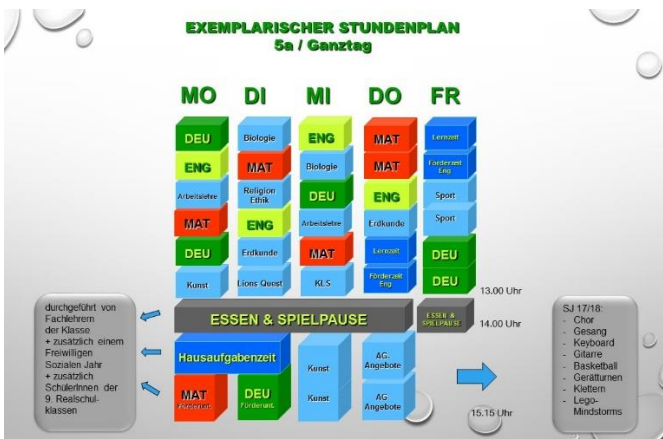 EXEMPLARISCHER STUNDENPLAN
5a / Ganztag
MO DI MI DO FR
DEU Biologie ENG MAT Lernzeit
ENG MAT Biologie MAT Förderunt. Eng
Arbeitslehre Religion Ethik DEU ENG Sport
MAT ENG Arbeitslehre Erdkunde Sport
DEU Erdkunde MAT Lernzeit DEU
Kunst Lions Quest KLS Förderzeit Eng DEU
13.00 Uhr
ESSEN & SPIELPAUSE
ESSEN & SPIELPAUSE
14.00 Uhr
Hausaufgabenzeit Kunst AG. Angebote
MAT Förderunt. DEU Förderunt. Kunst AG Angebote
15.15 Uhr
durchgeführt von
Fachlehrern
der Klasse
+ zusätzlich einem
Freiwilligen
Sozialen Jahr
+ zusätzlich
SchülerInnen der
9. Realschul-
klassen
SJ 17/18:
- Chor
- Gesang
- Keyboard
- Gitarre
- Basketball
- Gerätturnen
- Klettern
- Lego-
Mindstorms